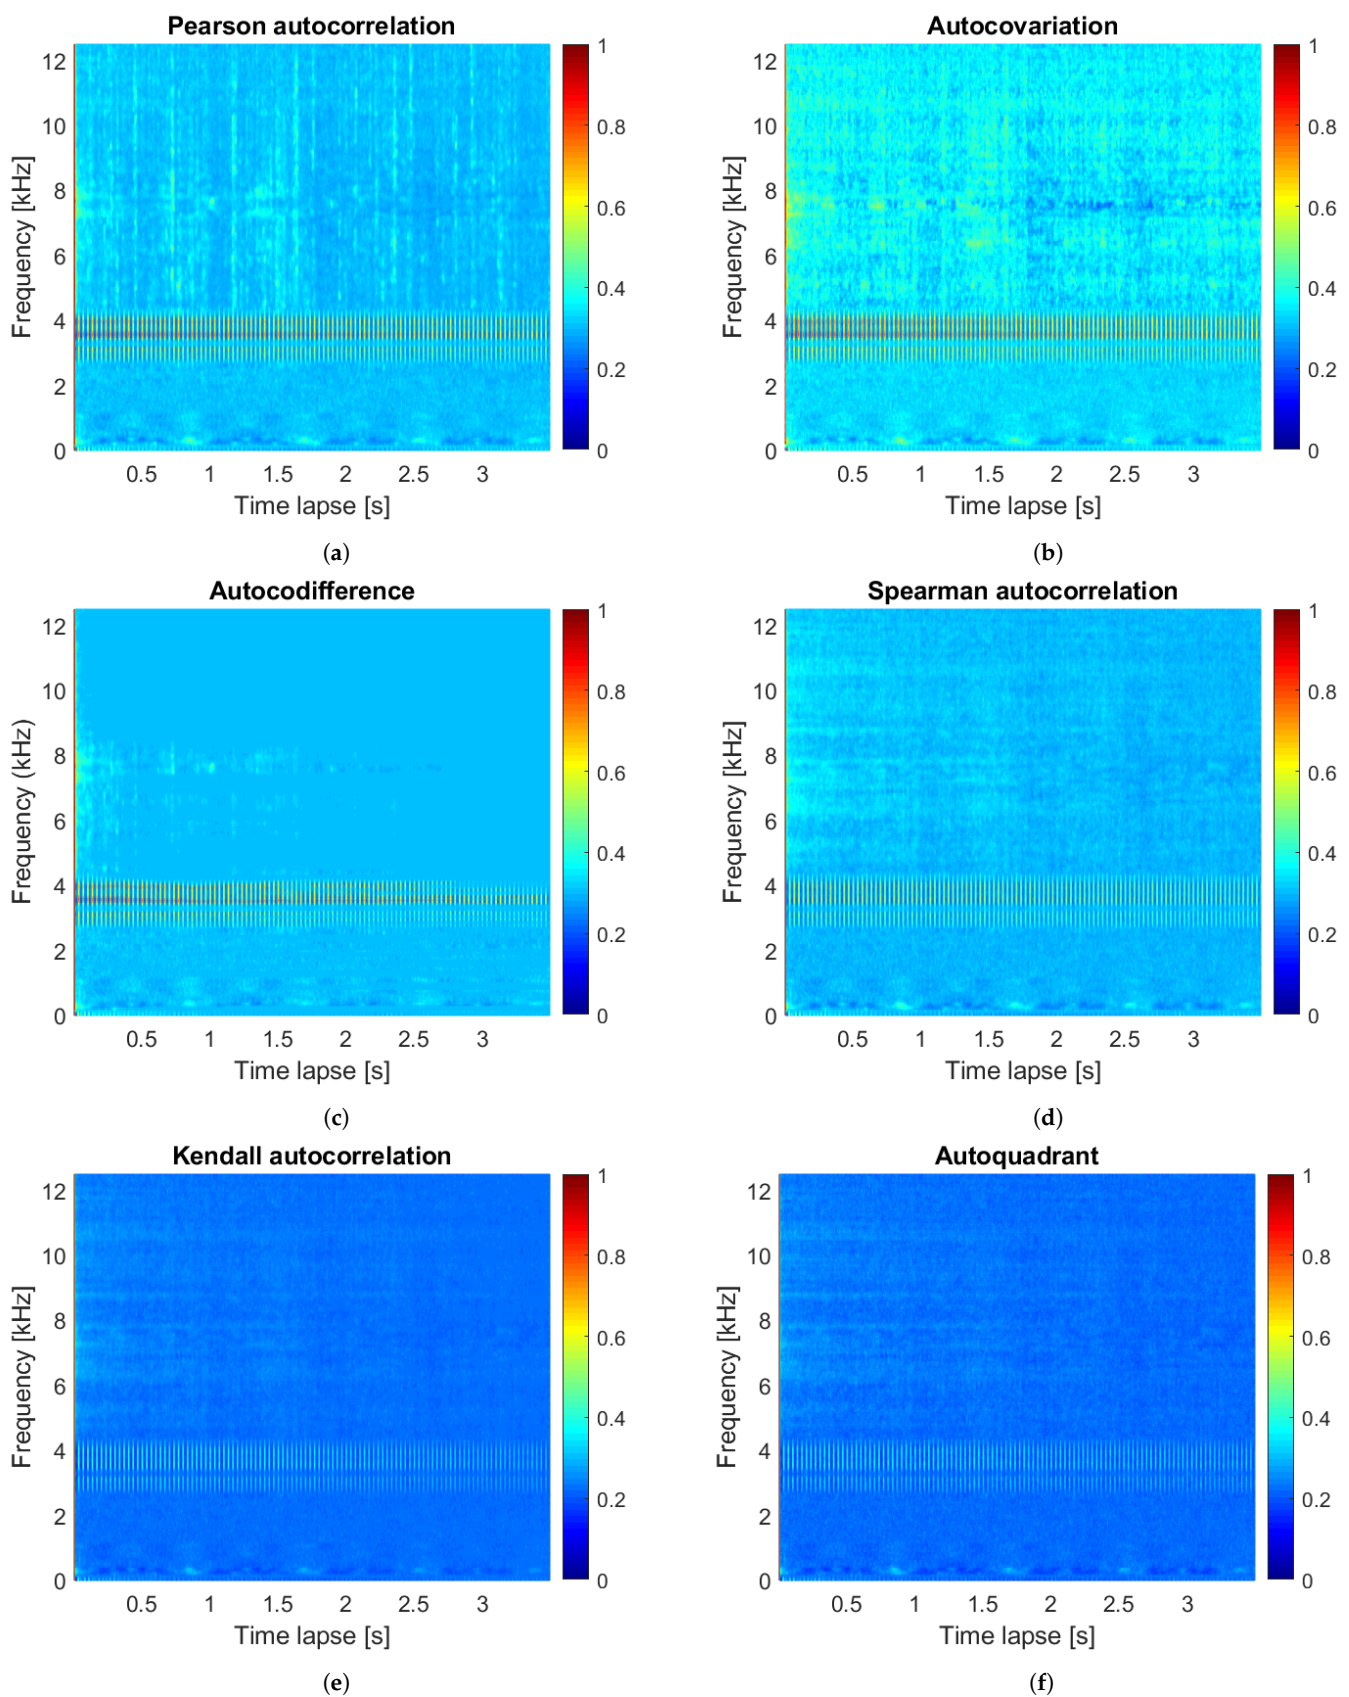 Pearson autocorrelation
Autocovariation
12
10
8
6
4
2
0
Frequency [kHz]
0.5 1 1.5 2 2.5 3
Time lapse [s]
1
0.8
0.6
0.4
0.2
0
12
10
8
6
4
2
0
Frequency [kHz]
0.5 1 1.5 2 2.5 3
Time lapse [s]
1
0.8
0.6
0.4
0.2
0
(a)
(b)
Autocodifference
Spearman autocorrelation
12
10
8
6
4
2
0
Frequency (kHz)
0.5 1 1.5 2 2.5 3
Time lapse [s]
1
0.8
0.6
0.4
0.2
0
12
10
8
6
4
2
0
Frequency [kHz]
0.5 1 1.5 2 2.5 3
Time lapse [s]
1
0.8
0.6
0.4
0.2
0
(c)
(d)
Kendall autocorrelation
Autoquadrant
12
10
8
6
4
2
0
Frequency [kHz]
0.5 1 1.5 2 2.5 3
Time lapse [s]
1
0.8
0.6
0.4
0.2
0
12
10
8
6
4
2
0
Frequency [kHz]
0.5 1 1.5 2 2.5 3
Time lapse [s]
1
0.8
0.6
0.4
0.2
0
(e)
(f)